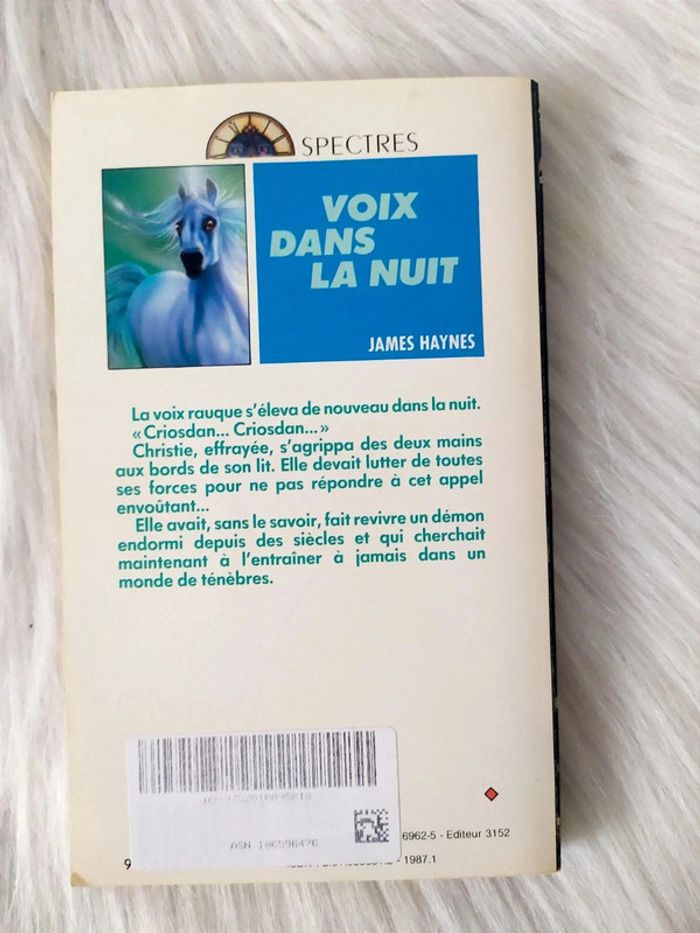 SPECTRES
VOIX
DANS
LA NUIT
JAMES HAYNES
La voix rauque s'éleva de nouveau dans la nuit.
« Criosdan... Criosdan... »
Christie, effrayée, s'agrippa des deux mains
aux bords de son lit. Elle devait lutter de toutes
ses forces pour ne pas répondre à cet appel
envoûtant...
Elle avait, sans le savoir, fait revivre un démon
endormi depuis des siècles et qui cherchait
maintenant à l'entraîner à jamais dans un
monde de ténèbres.
ASN 106596476
6962-5 - Editeur 3152
9
- 1987.1